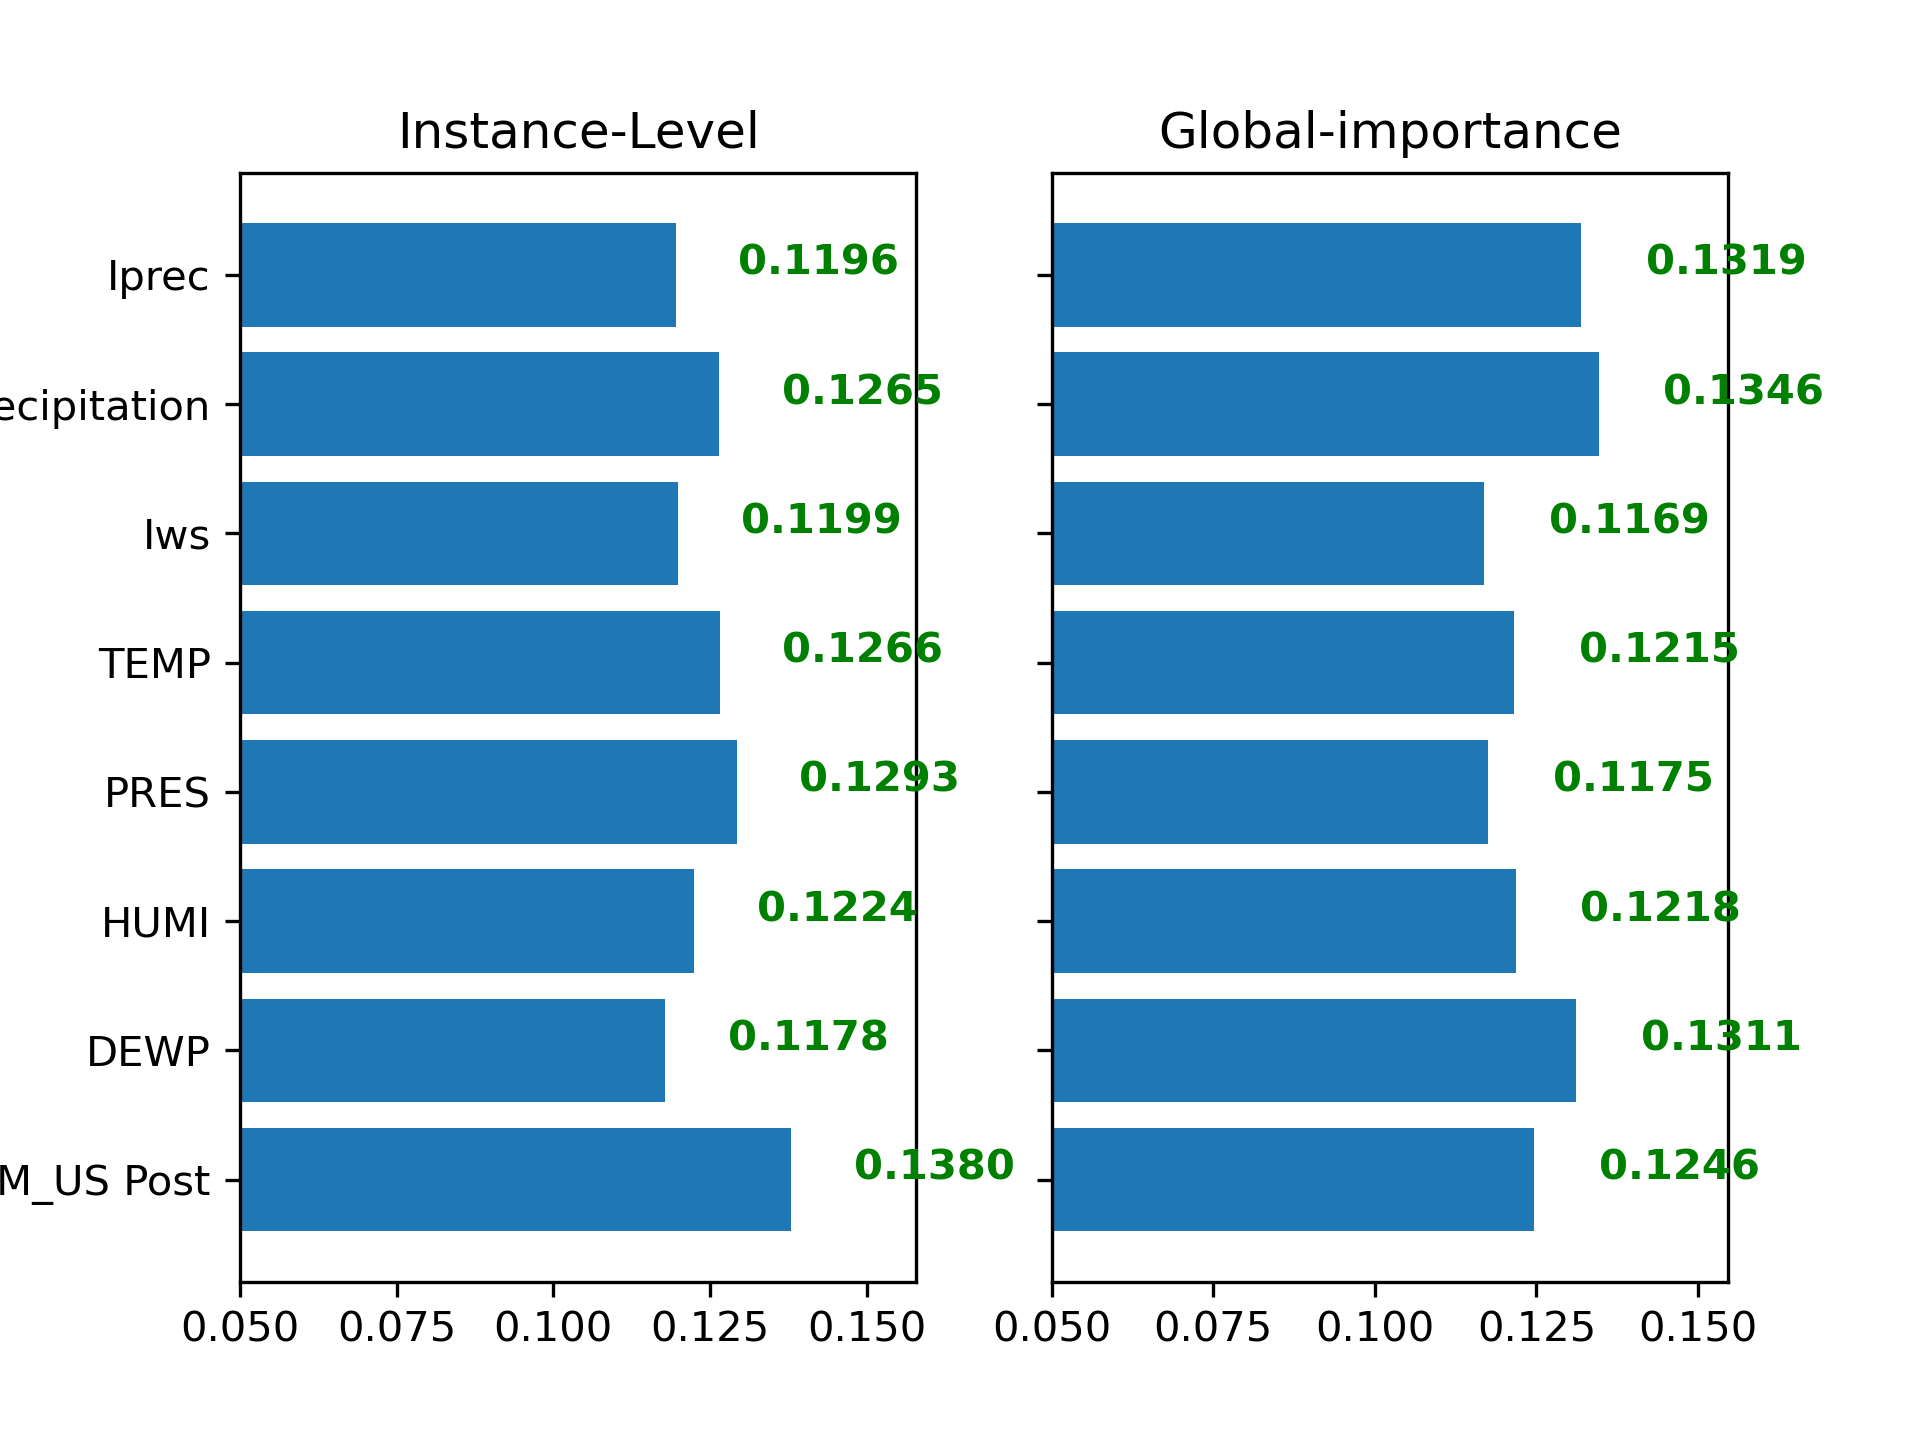 Instance-Level
Global-importance
Iprec 0.1196 0.1319
ecipitation 0.1265 0.1346
Iws 0.1199 0.1169
TEMP 0.1266 0.1215
PRES 0.1293 0.1175
HUMI 0.1224 0.1218
DEWP 0.1178 0.1311
M_US Post 0.1380 0.1246
0.050 0.075 0.100 0.125 0.150
0.050 0.075 0.100 0.125 0.150